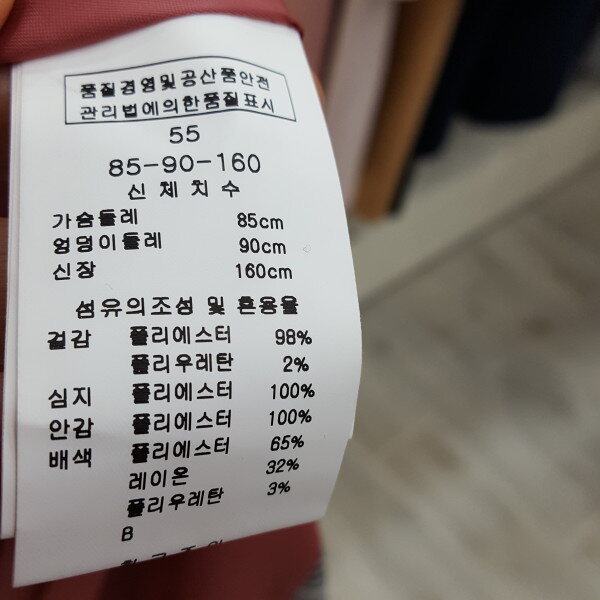 품질경영및공산품안전
관리법에의한품질표시
55
85-90-160
신체치수
가슴둘레 85cm
엉덩이둘레 90cm
신장 160cm
섬유의조성 및 혼용율
겉감 폴리에스터 98%
폴리우레탄 2%
심지 폴리에스터 100%
안감 폴리에스터 100%
배색 폴리에스터 65%
레이온 32%
폴리우레탄 3%
B